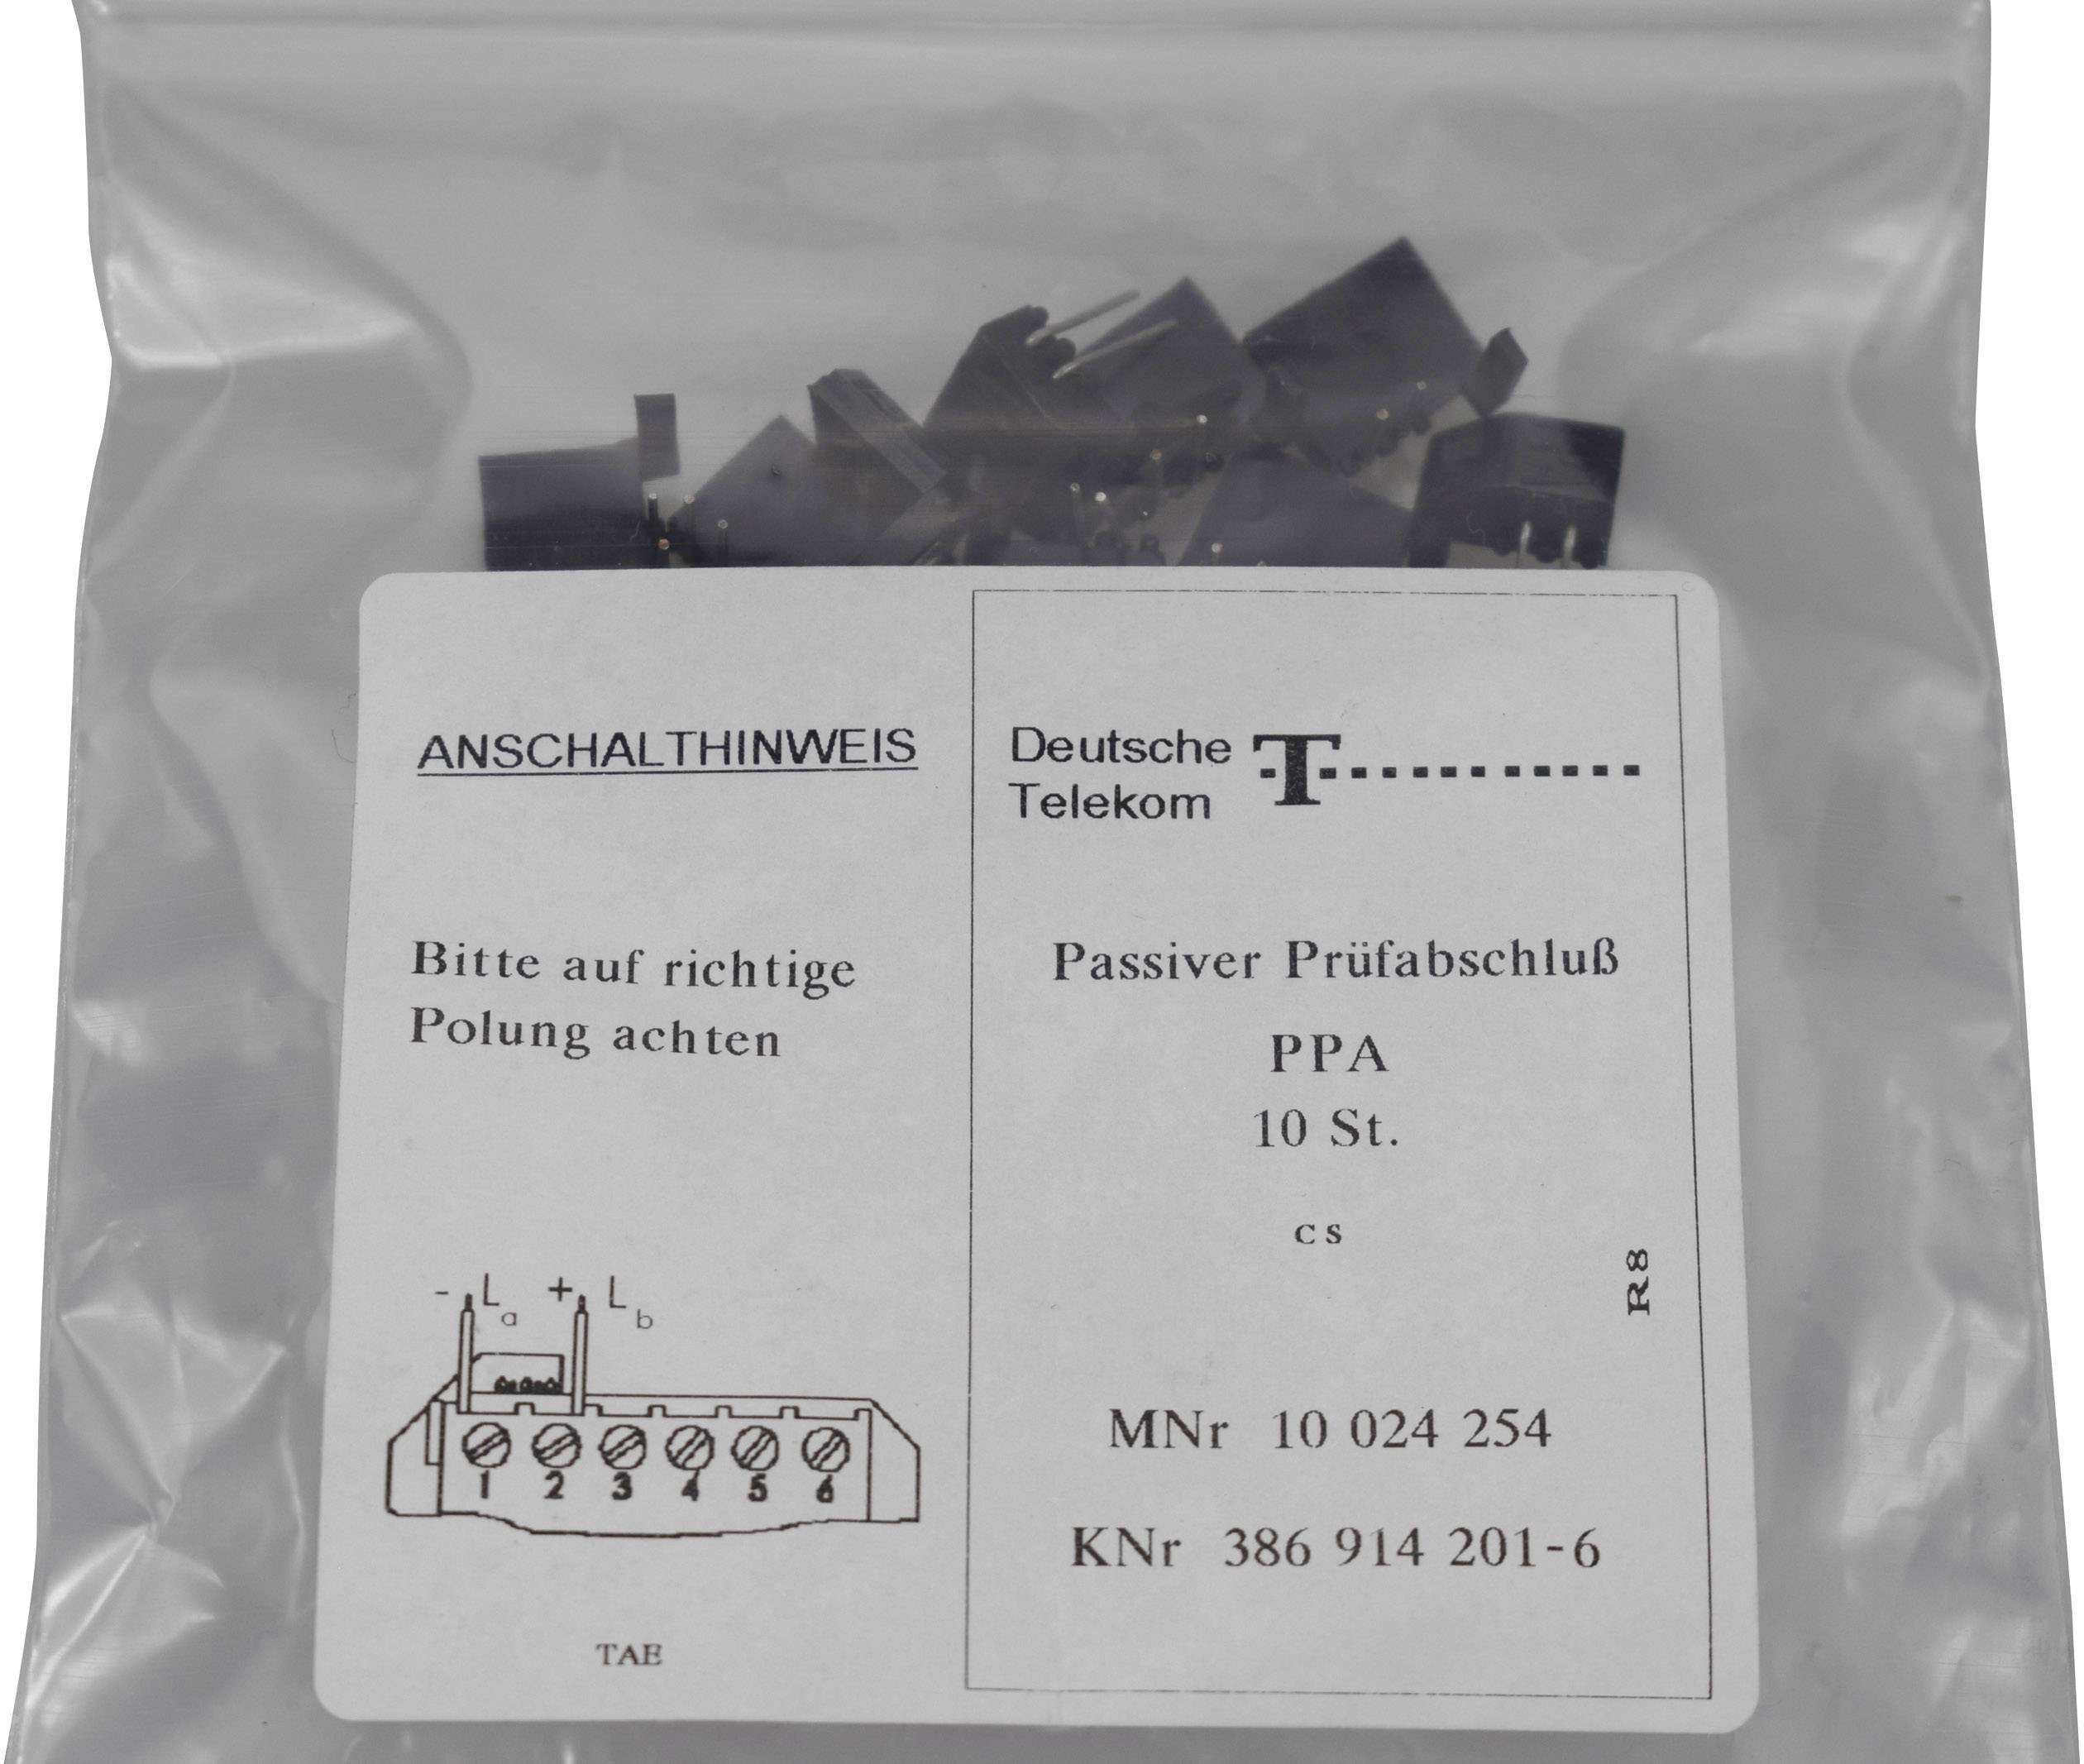 ANSCHALTHINWEIS
Bitte auf richtige
Polung achten
- La + Lb
1 2 3 4 5 6
TAE
Deutsche
Telekom
T
Passiver Prüfabschluß
PPA
10 St.
cs
R8
MNr 10 024 254
KNr 386 914 201-6